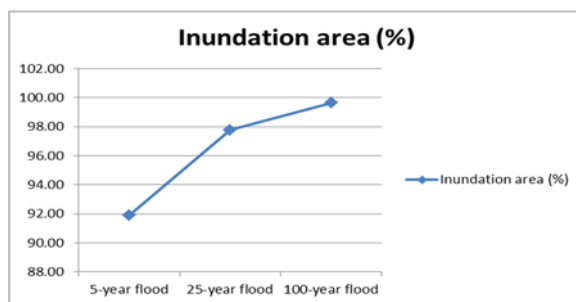 Inundation area (%)
102.00
100.00
98.00
96.00
94.00
92.00
90.00
88.00
5-year flood 25-year flood 100-year flood
Inundation area (%)